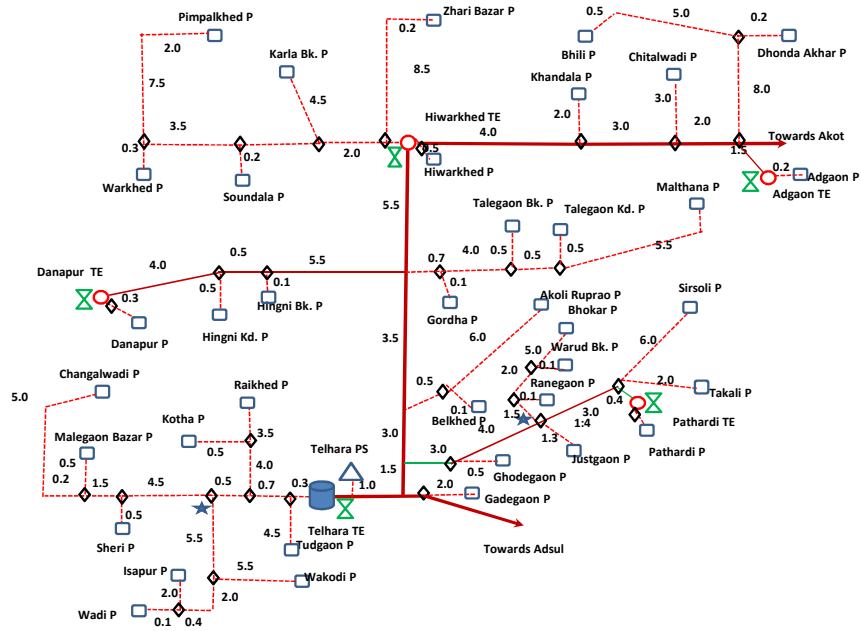 Pimpalkhed P
2.0
7.5
Karla Bk. P
4.5
3.5
0.3
0.2
2.0
Warkhed P
Soundala P
Zhari Bazar P
0.2
8.5
Hiwarkhed TE
4.0
0.5
Hiwarkhed P
0.5
5.0
0.2
Bhili P
Dhonda Akhar P
Khandala P
Chitalwadi P
8.0
2.0
3.0
3.0
2.0
Towards Akot
1.5
0.2
Adgaon P
Adgaon TE
5.5
Malthana P
Talegaon Bk. P
Talegaon Kd. P
0.7
4.0
0.5
0.5
5.5
0.1
Gordha P
Danapur TE
4.0
0.5
5.5
0.5
0.1
0.3
Hingni Bk. P
Danapur P
Hingni Kd. P
3.5
Akoli Ruprao P
Bhokar P
Sirsoli P
6.0
Warud Bk. P
6.0
5.0
0.1
2.0
Ranegaon P
0.5
0.1
2.0
Takali P
0.4
0.1
1.5
3.0
1:4
Pathardi TE
Belkhed P
4.0
1.3
Pathardi P
Justgaon P
3.0
3.0
0.5
Ghodegaon P
1.5
2.0
Gadegaon P
Towards Adsul
Changalwadi P
5.0
Raikhed P
Kotha P
Malegaon Bazar P
3.5
0.5
0.5
4.0
Telhara PS
0.2
1.5
4.5
0.5
0.7
0.3
1.0
0.5
Sheri P
Telhara TE
4.5
Tudgaon P
5.5
Isapur P
5.5
Wakodi P
2.0
2.0
Wadi P
0.1
0.4